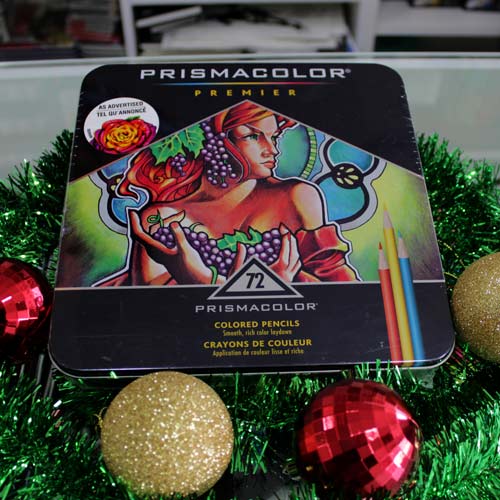 PRISMACOLOR®
PREMIER
AS ADVERTISED
TEL QU'ANNONCÉ
72
PRISMACOLOR®
COLORED PENCILS
Smooth, rich color laydown
CRAYONS DE COULEUR
Application de couleur lisse et riche